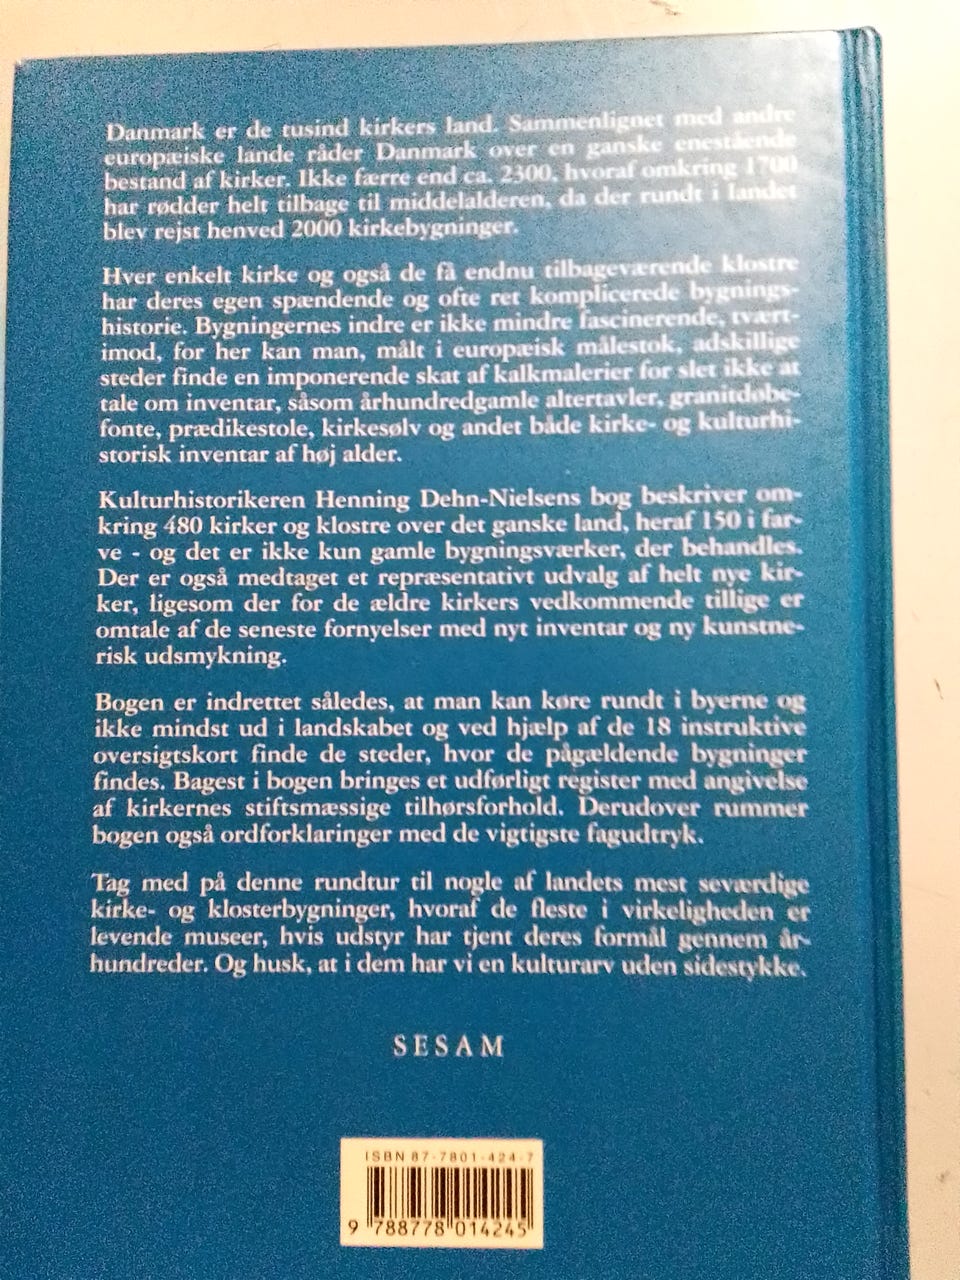 Danmark er de tusind kirkers land. Sammenlignet med andre
europæiske lande råder Danmark over en ganske enestående
bestand af kirker. Ikke færre end ca. 2300, hvoraf omkring 1700
har rødder helt tilbage til middelalderen, da der rundt i landet
blev rejst henved 2000 kirkebygninger.
Hver enkelt kirke og også de få endnu tilbageværende klostre
har deres egen spændende og ofte ret komplicerede bygnings-
historie. Bygningernes indre er ikke mindre fascinerende, tvært-
imod, for her kan man, målt i europæisk målestok, adskillige
steder finde en imponerende skat af kalkmalerier for slet ikke at
tale om inventar, såsom århundredgamle altertavler, granitdøbe-
fonte, prædikestole, kirkesølv og andet både kirke- og kulturhi-
storisk inventar af høj alder.
Kulturhistorikeren Henning Dehn-Nielsens bog beskriver om-
kring 480 kirker og klostre over det ganske land, heraf 150 i far-
ve - og det er ikke kun gamle bygningsværker, der behandles.
Der er også medtaget et repræsentativt udvalg af helt nye kir-
ker, ligesom der for de ældre kirkers vedkommende tillige er
omtale af de seneste fornyelser med nyt inventar og ny kunstne-
risk udsmykning.
Bogen er indrettet således, at man kan køre rundt i byerne og
ikke mindst ud i landskabet og ved hjælp af de 18 instruktive
oversigtskort finde de steder, hvor de pågældende bygninger
findes. Bagest i bogen bringes et udførligt register med angivelse
af kirkernes stiftsmæssige tilhørsforhold. Derudover rummer
bogen også ordforklaringer med de vigtigste fagudtryk.
Tag med på denne rundtur til nogle af landets mest seværdige
kirke- og klosterbygninger, hvoraf de fleste i virkeligheden er
levende museer, hvis udstyr har tjent deres formål gennem år-
hundreder. Og husk, at i dem har vi en kulturarv uden sidestykke.
SESAM
ISBN 87-7801-424-7
9 788778 014245